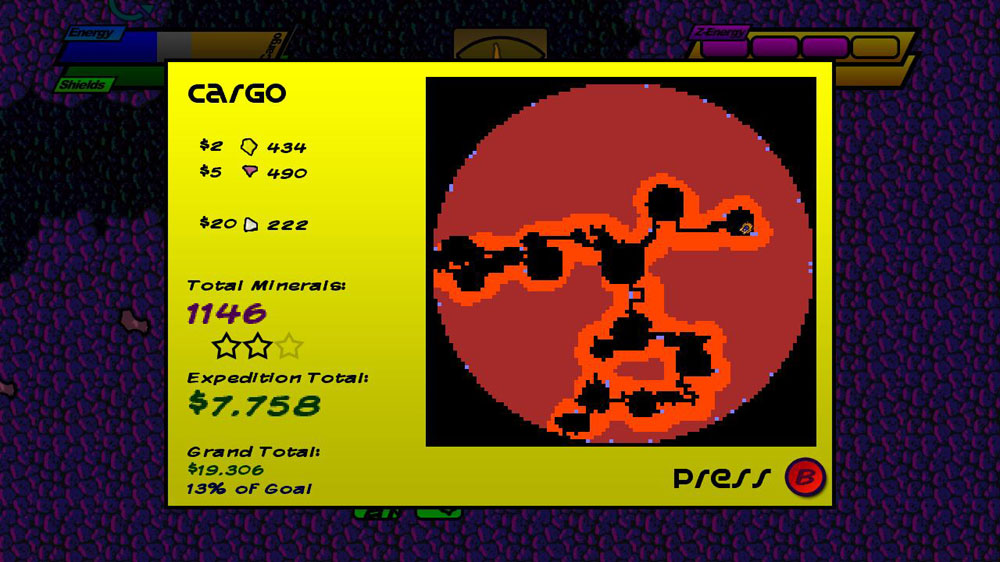 Energy
Cargo
Z-Energy
Shields
Cargo
$2 434
$5 490
$20 222
Total Minerals:
1146
Expedition Total:
$7.758
Grand Total:
$19.306
13% of Goal
Press B